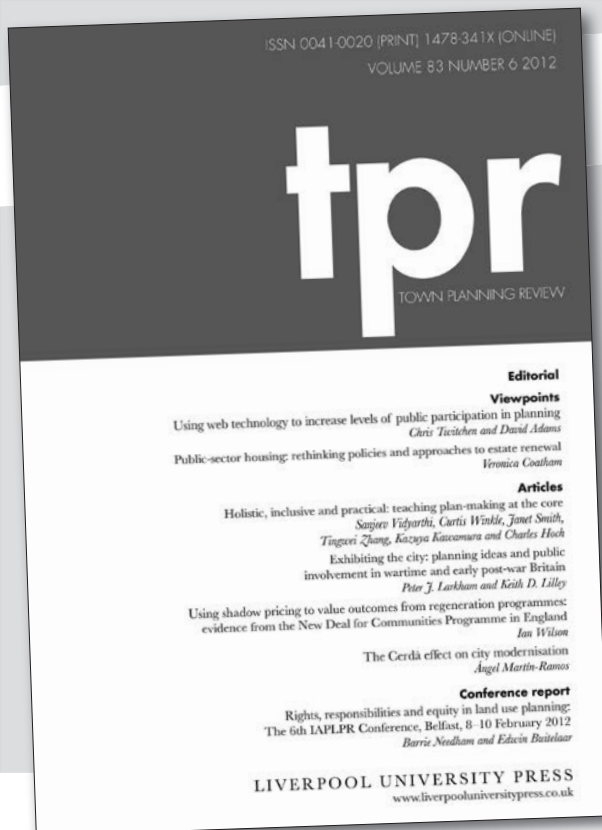 ISSN 0041-0020 (PRINT) 1478-341X (ONLINE)
VOLUME 83 NUMBER 6 2012
tpr
TOWN PLANNING REVIEW
Editorial
Viewpoints
Using web technology to increase levels of public participation in planning
Chris Twitchen and David Adams
Public-sector housing: rethinking policies and approaches to estate renewal
Veronica Coatham
Articles
Holistic, inclusive and practical: teaching plan-making at the core
Sanjeev Vidyarthi, Curtis Winkle, Janet Smith,
Tingwei Zhang, Kazuya Kawamura and Charles Hoch
Exhibiting the city: planning ideas and public
involvement in wartime and early post-war Britain
Peter J. Larkham and Keith D. Lilley
Using shadow pricing to value outcomes from regeneration programmes:
evidence from the New Deal for Communities Programme in England
Ian Wilson
The Cerdà effect on city modernisation
Àngel Martín-Ramos
Conference report
Rights, responsibilities and equity in land use planning:
The 6th IAPLPR Conference, Belfast, 8–10 February 2012
Barrie Needham and Edwin Buitelaar
LIVERPOOL UNIVERSITY PRESS
www.liverpooluniversitypress.co.uk